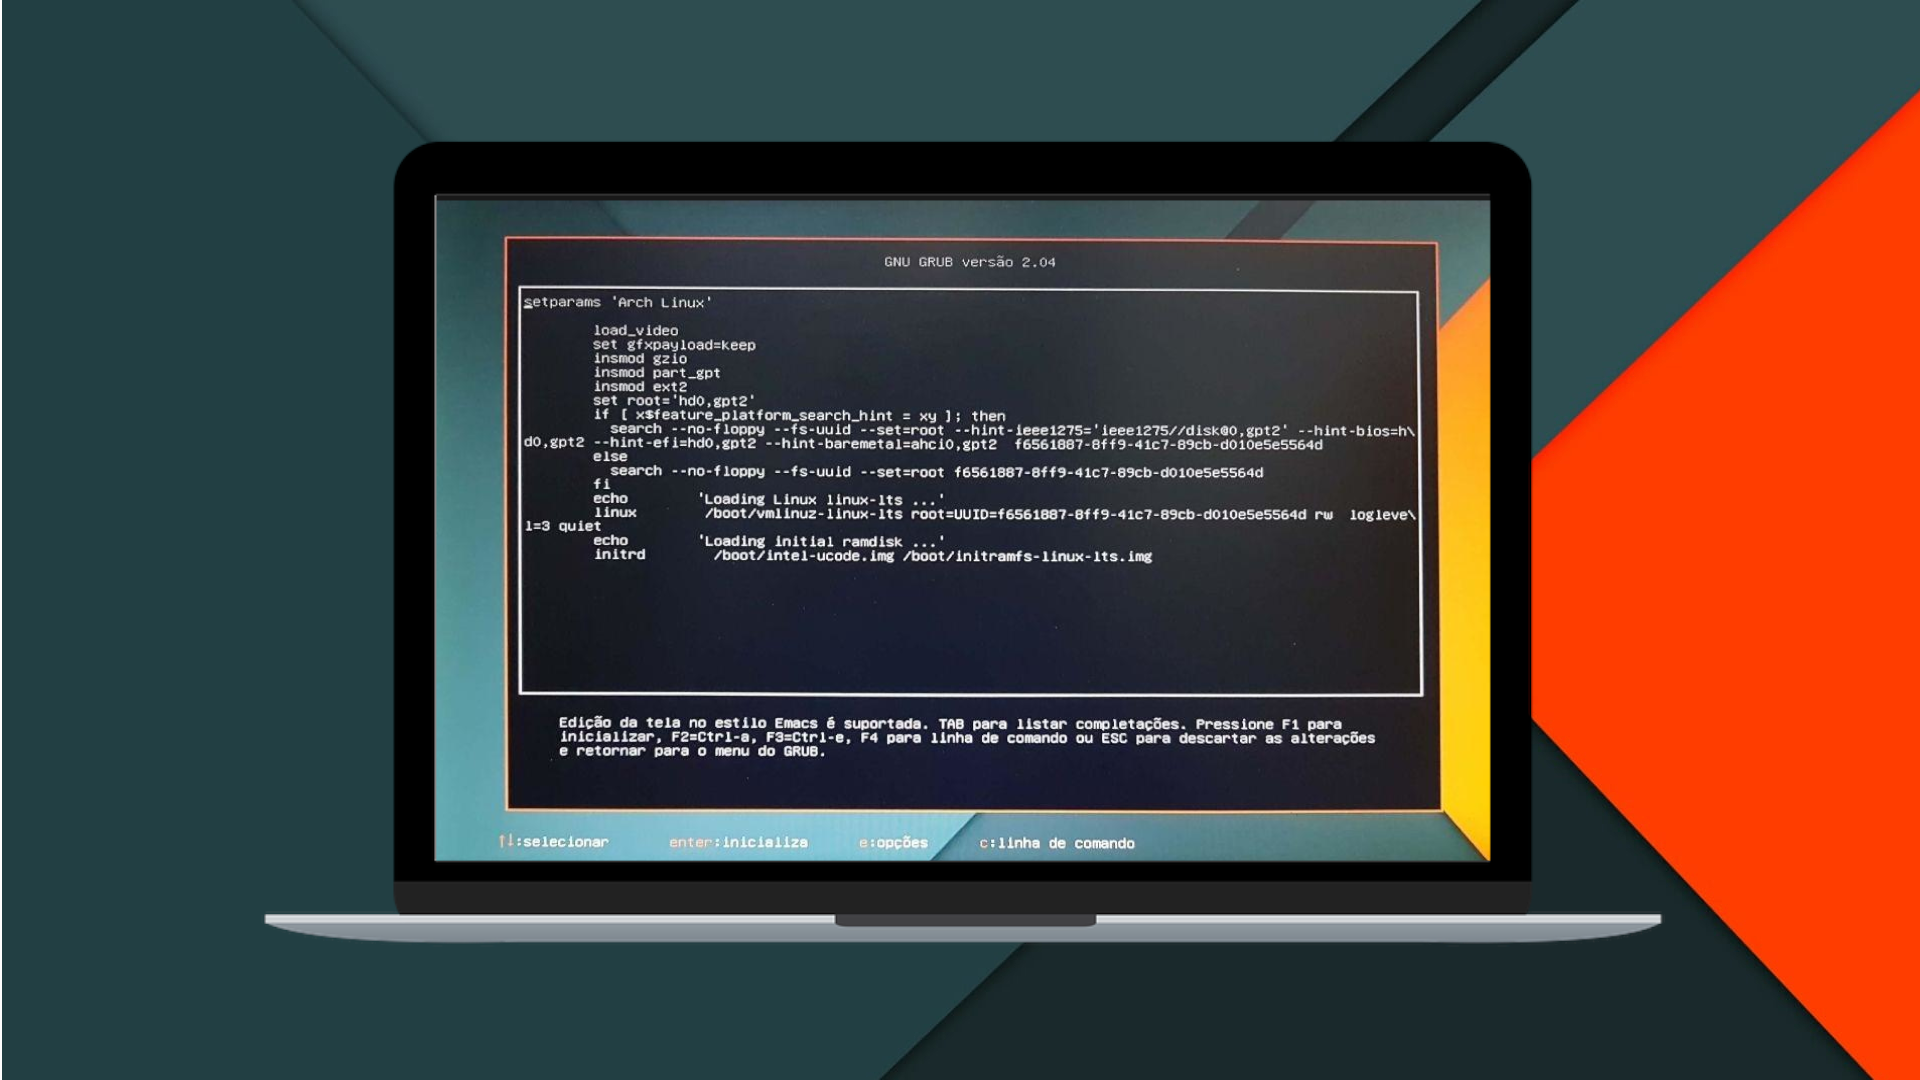 GNU GRUB versão 2.04
setparams 'Arch Linux'
load_video
set gfxpayload=keep
insmod gzio
insmod part_gpt
insmod ext2
set root='hd0,gpt2'
if [ x$feature_platform_search_hint = xy ]; then
search --no-floppy --fs-uuid --set=root --hint-ieee1275='ieee1275//disk@0,gpt2' --hint-bios=h\
d0,gpt2 --hint-efi=hd0,gpt2 --hint-baremetal=ahci0,gpt2 f6561887-8ff9-41c7-89cb-d010e5e5564d
else
search --no-floppy --fs-uuid --set=root f6561887-8ff9-41c7-89cb-d010e5e5564d
fi
echo 'Loading Linux linux-lts ...'
linux /boot/vmlinuz-linux-lts root=UUID=f6561887-8ff9-41c7-89cb-d010e5e5564d rw logleve\
l=3 quiet
echo 'Loading initial ramdisk ...'
initrd /boot/intel-ucode.img /boot/initramfs-linux-lts.img
Edição da tela no estilo Emacs é suportada. TAB para listar completações. Pressione F1 para
inicializar, F2=Ctrl-a, F3=Ctrl-e, F4 para linha de comando ou ESC para descartar as alterações
e retornar para o menu do GRUB.
↑↓:selecionar enter:inicializa e:opções c:linha de comando